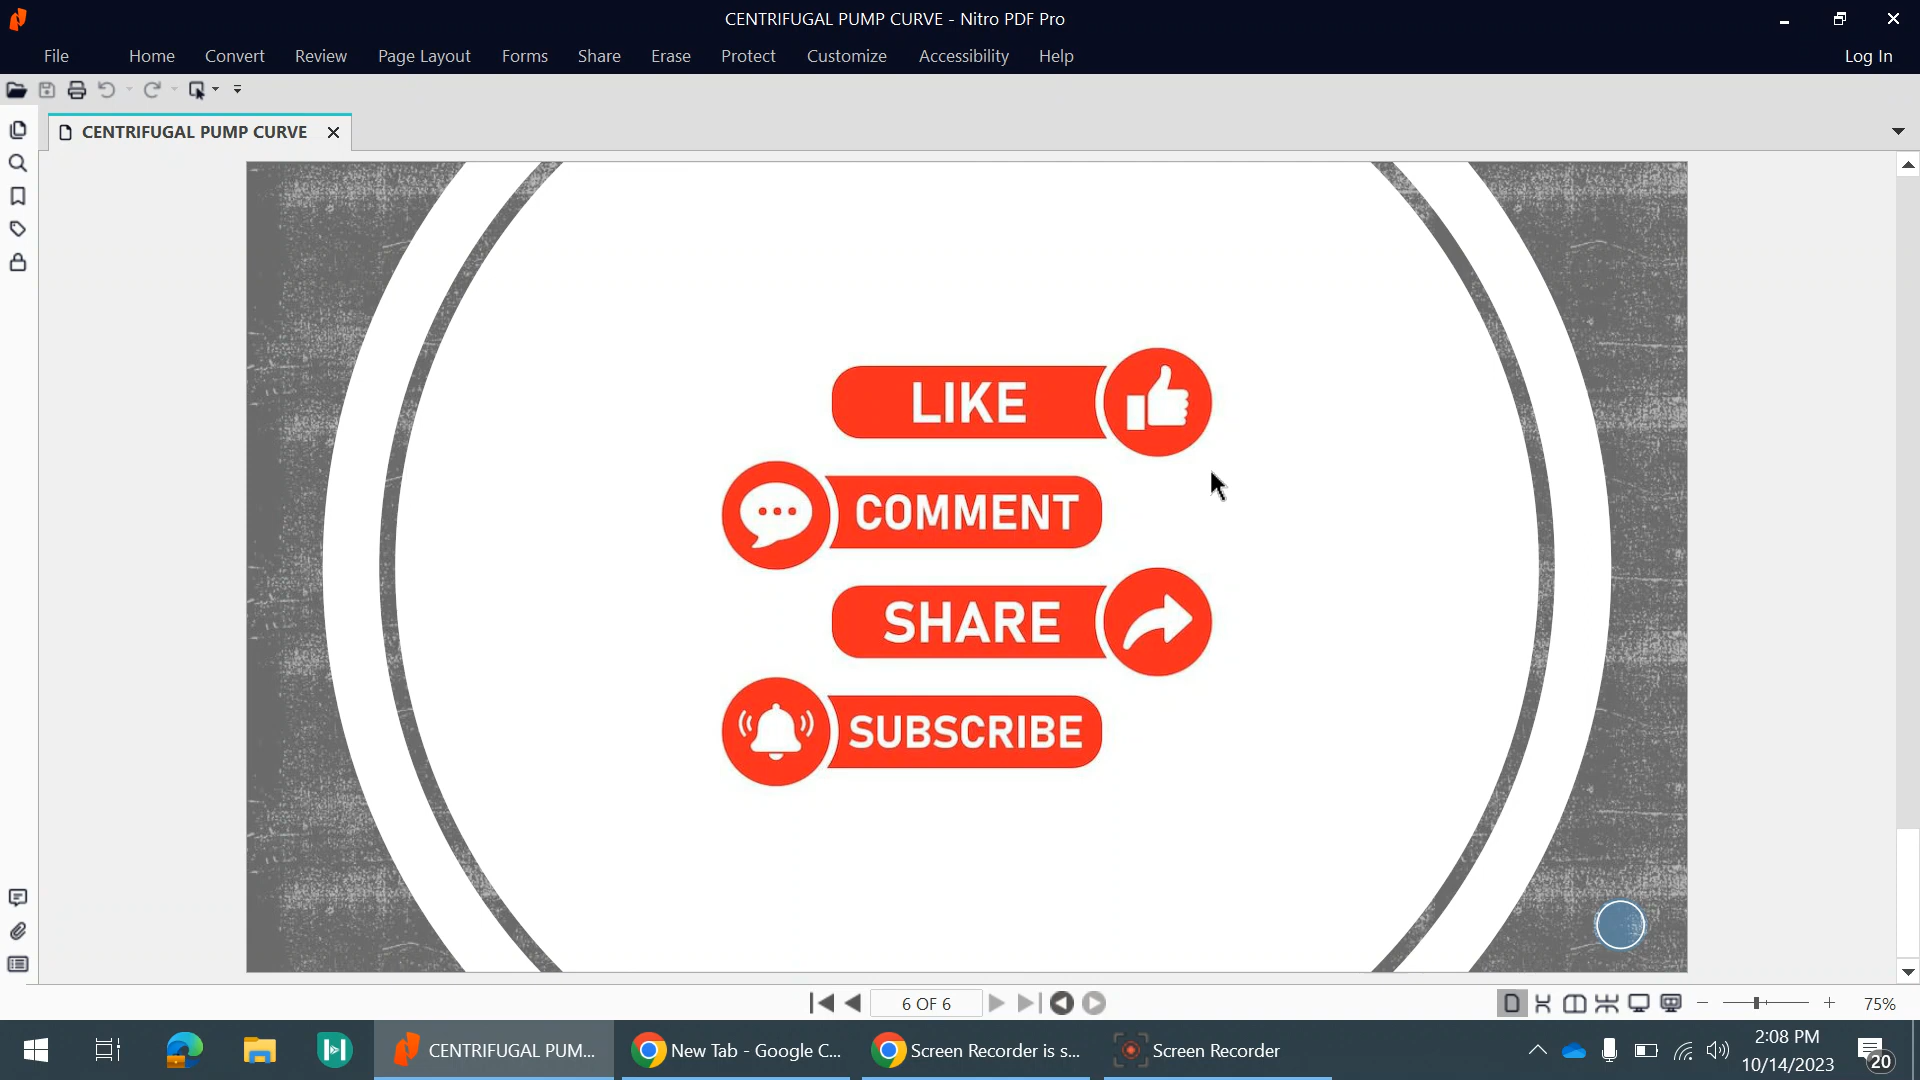 CENTRIFUGAL PUMP CURVE - Nitro PDF Pro
File Home Convert Review Page Layout Forms Share Erase Protect Customize Accessibility Help Log In
CENTRIFUGAL PUMP CURVE
LIKE
COMMENT
SHARE
SUBSCRIBE
6 OF 6
75%
CENTRIFUGAL PUM...
New Tab - Google C...
Screen Recorder is s...
Screen Recorder
2:08 PM
10/14/2023
20